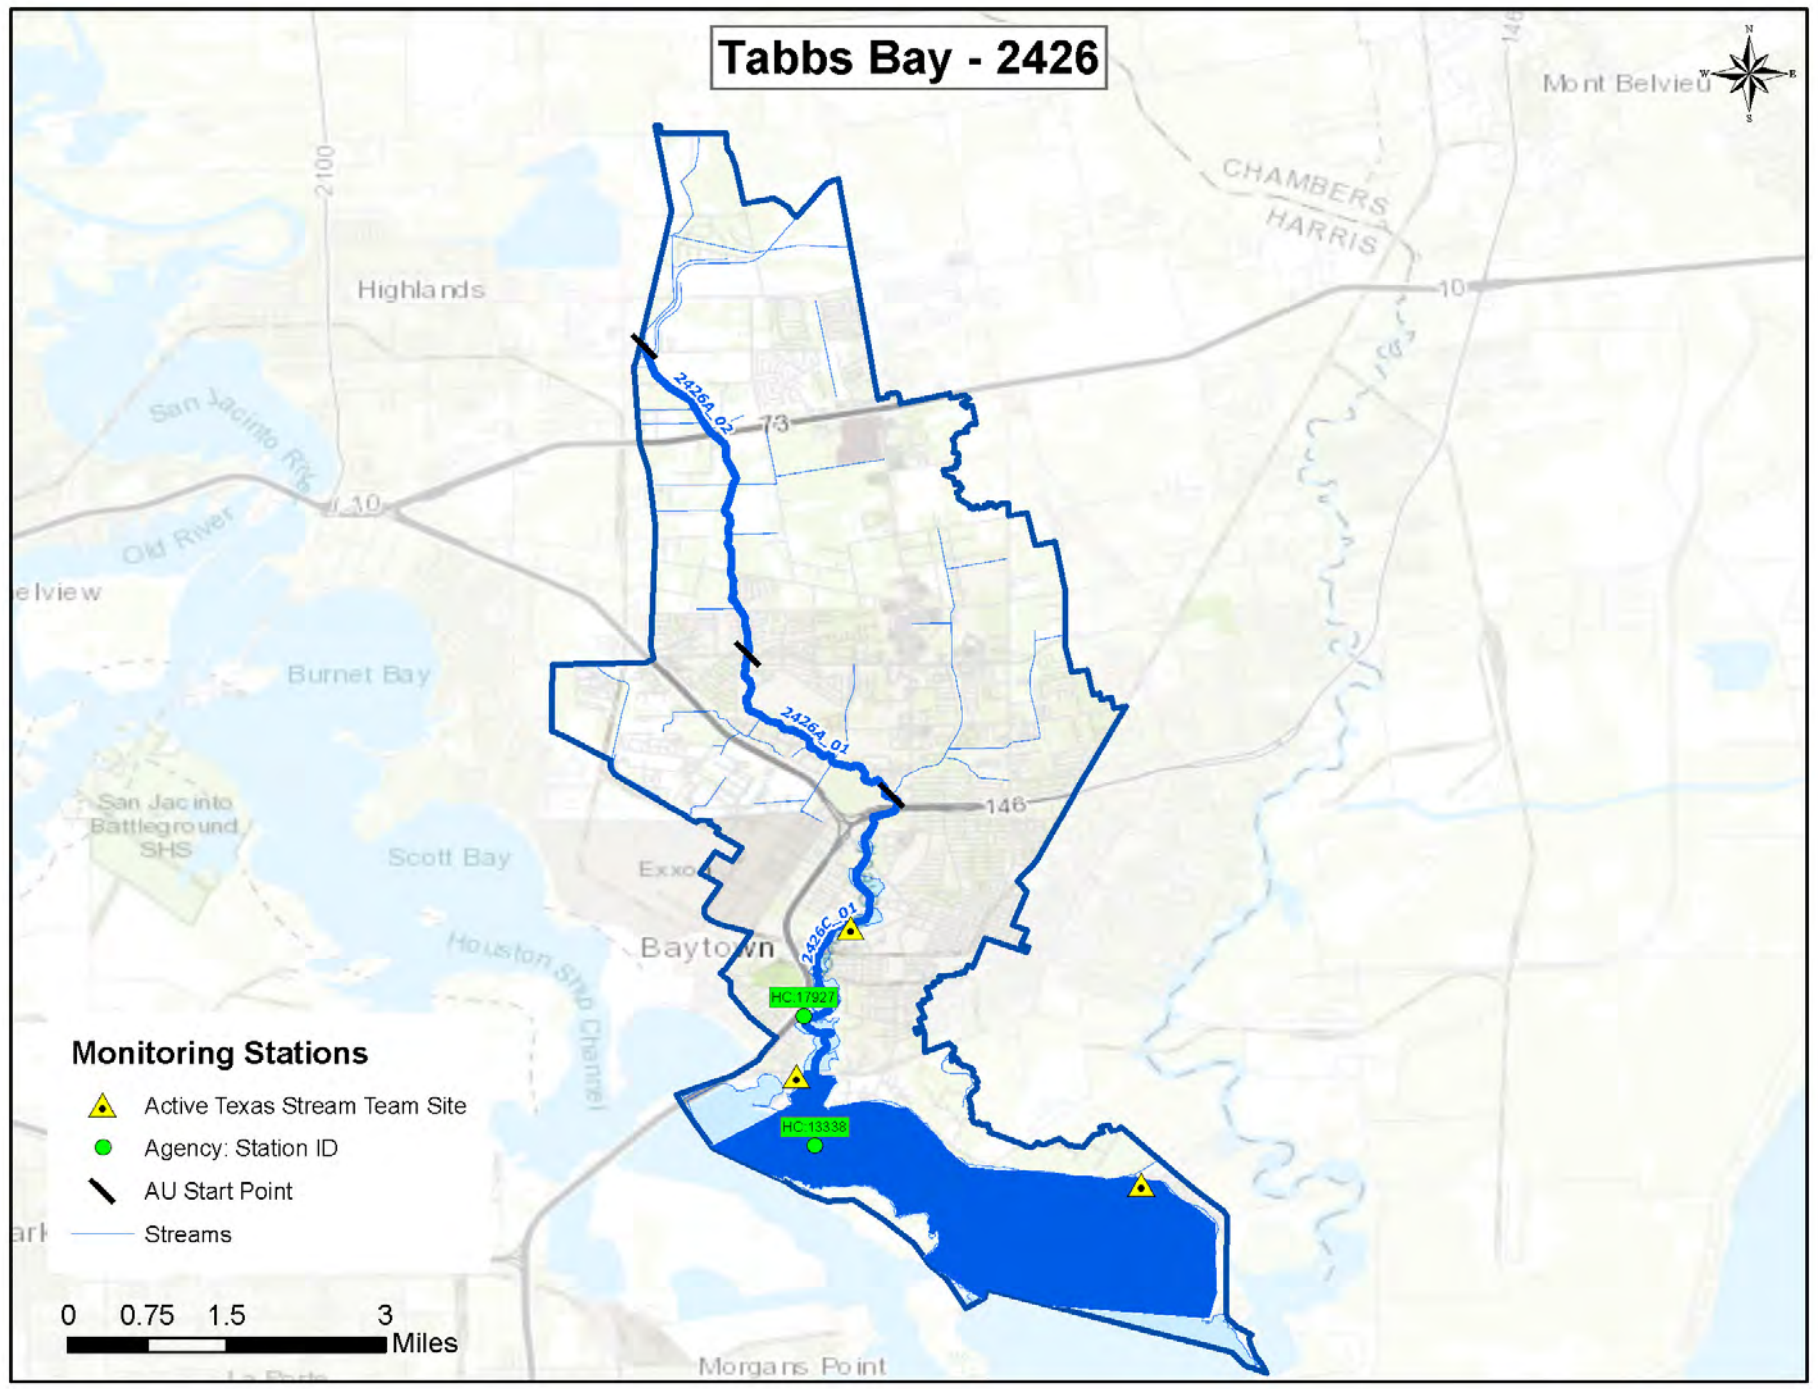 Tabbs Bay - 2426
N
W
E
S
Mont Belvieu
146
2100
CHAMBERS
HARRIS
Highlands
10
2426A_02
73
San Jacinto Riv
I 10
Old River
elview
Burnet Bay
2426A_01
146
San Jacinto
Battleground
SHS
Scott Bay
Exxon
2426C_01
Baytown
Houston Ship Channel
HC:17927
HC:13338
Monitoring Stations
Active Texas Stream Team Site
Agency: Station ID
AU Start Point
Streams
0 0.75 1.5 3
Miles
Morgans Point